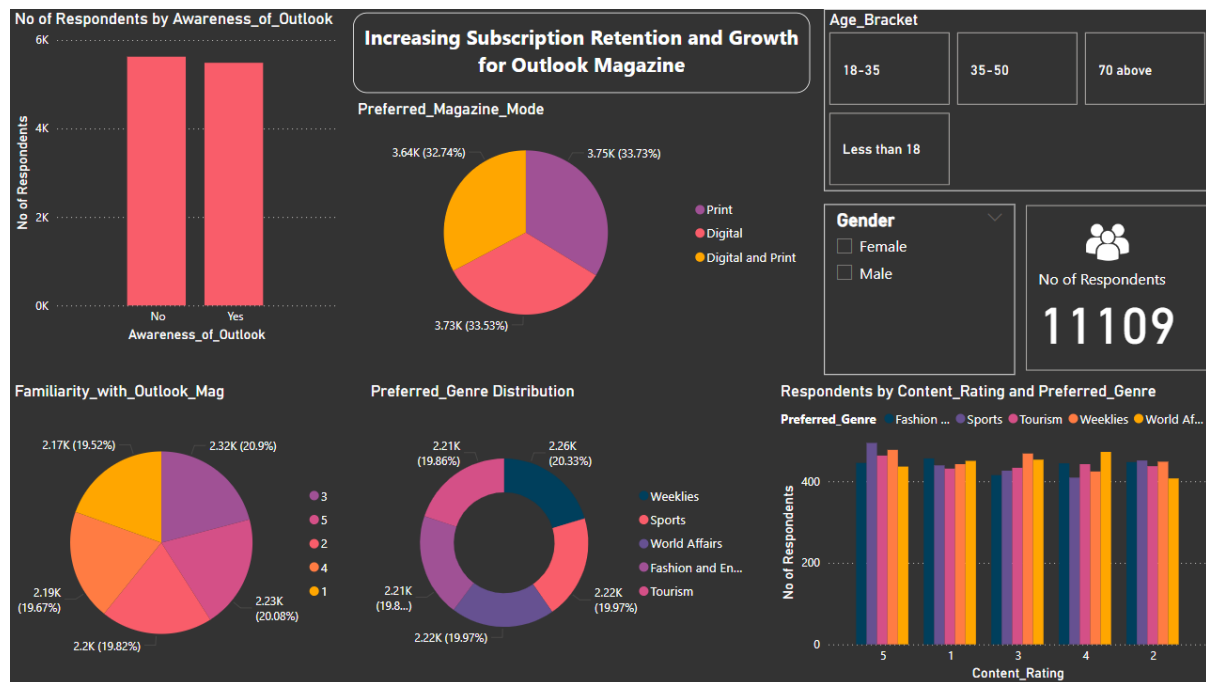 No of Respondents by Awareness_of_Outlook
6K
4K
2K
0K
No of Respondents
No
Yes
Awareness_of_Outlook
Increasing Subscription Retention and Growth
for Outlook Magazine
Preferred_Magazine_Mode
3.64K (32.74%)
3.75K (33.73%)
3.73K (33.53%)
Print
Digital
Digital and Print
Age_Bracket
18-35
35-50
70 above
Less than 18
Gender
Female
Male
No of Respondents
11109
Familiarity_with_Outlook_Mag
2.17K (19.52%)
2.32K (20.9%)
2.19K
(19.67%)
2.23K
(20.08%)
2.2K (19.82%)
3
5
2
4
1
Preferred_Genre Distribution
2.21K
(19.86%)
2.26K
(20.33%)
2.21K
(19.8...)
2.22K
(19.97%)
2.22K (19.97%)
Weeklies
Sports
World Affairs
Fashion and En...
Tourism
Respondents by Content_Rating and Preferred_Genre
Preferred_Genre Fashion ... Sports Tourism Weeklies World Af...
400
200
0
No of Respondents
5
1
3
4
2
Content_Rating